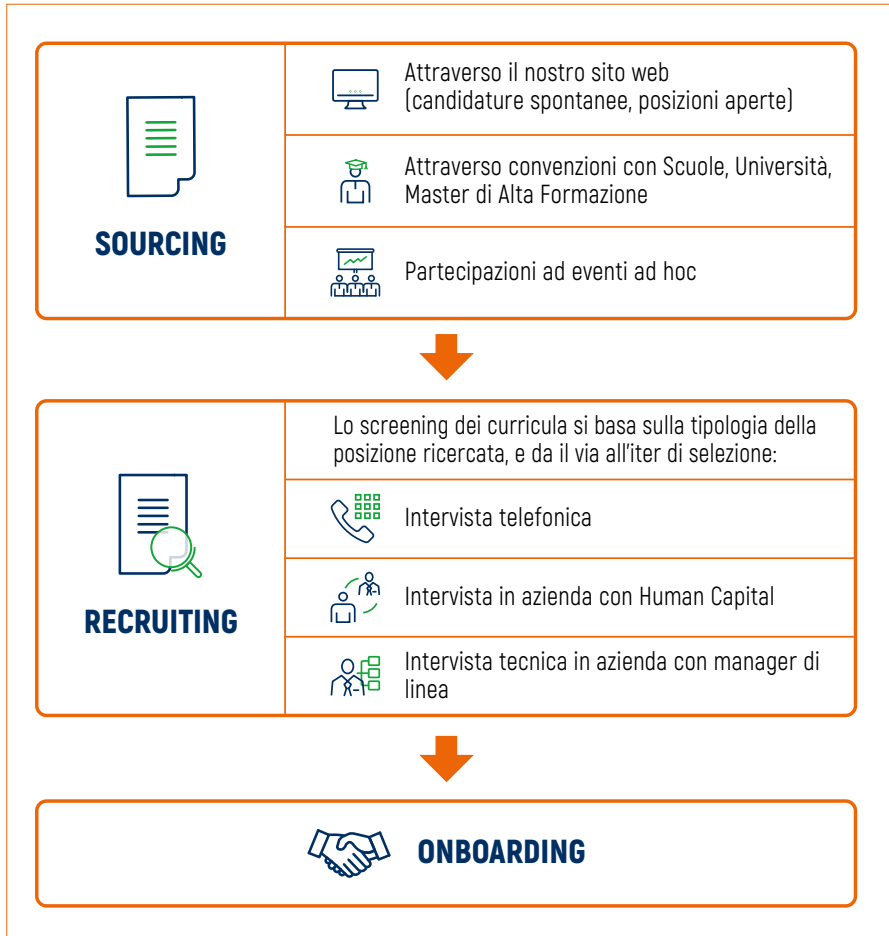 SOURCING
Attraverso il nostro sito web
(candidature spontanee, posizioni aperte)
Attraverso convenzioni con Scuole, Università,
Master di Alta Formazione
Partecipazioni ad eventi ad hoc
RECRUITING
Lo screening dei curricula si basa sulla tipologia della
posizione ricercata, e da il via all'iter di selezione:
Intervista telefonica
Intervista in azienda con Human Capital
Intervista tecnica in azienda con manager di
linea
ONBOARDING